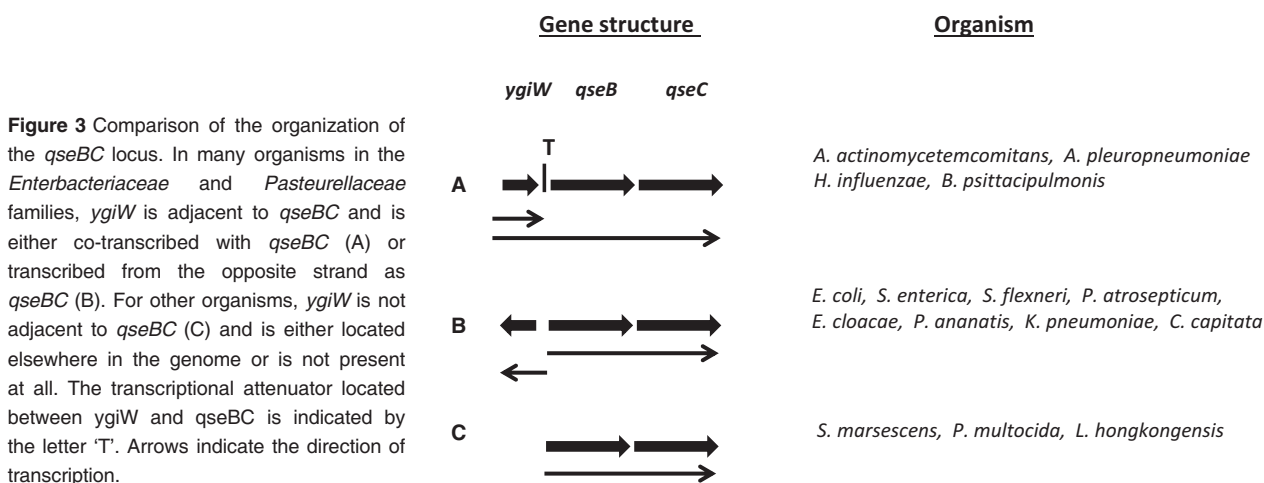 Gene structure
Organism
ygiW qseB qseC
Figure 3 Comparison of the organization of
the qseBC locus. In many organisms in the
Enterbacteriaceae and Pasteurellaceae
families, ygiW is adjacent to qseBC and is
either co-transcribed with qseBC (A) or
transcribed from the opposite strand as
qseBC (B). For other organisms, ygiW is not
adjacent to qseBC (C) and is either located
elsewhere in the genome or is not present
at all. The transcriptional attenuator located
between ygiW and qseBC is indicated by
the letter ‘T’. Arrows indicate the direction of
transcription.
T
A
A. actinomycetemcomitans, A. pleuropneumoniae
H. influenzae, B. psittacipulmonis
B
E. coli, S. enterica, S. flexneri, P. atrosepticum,
E. cloacae, P. ananatis, K. pneumoniae, C. capitata
C
S. marsescens, P. multocida, L. hongkongensis